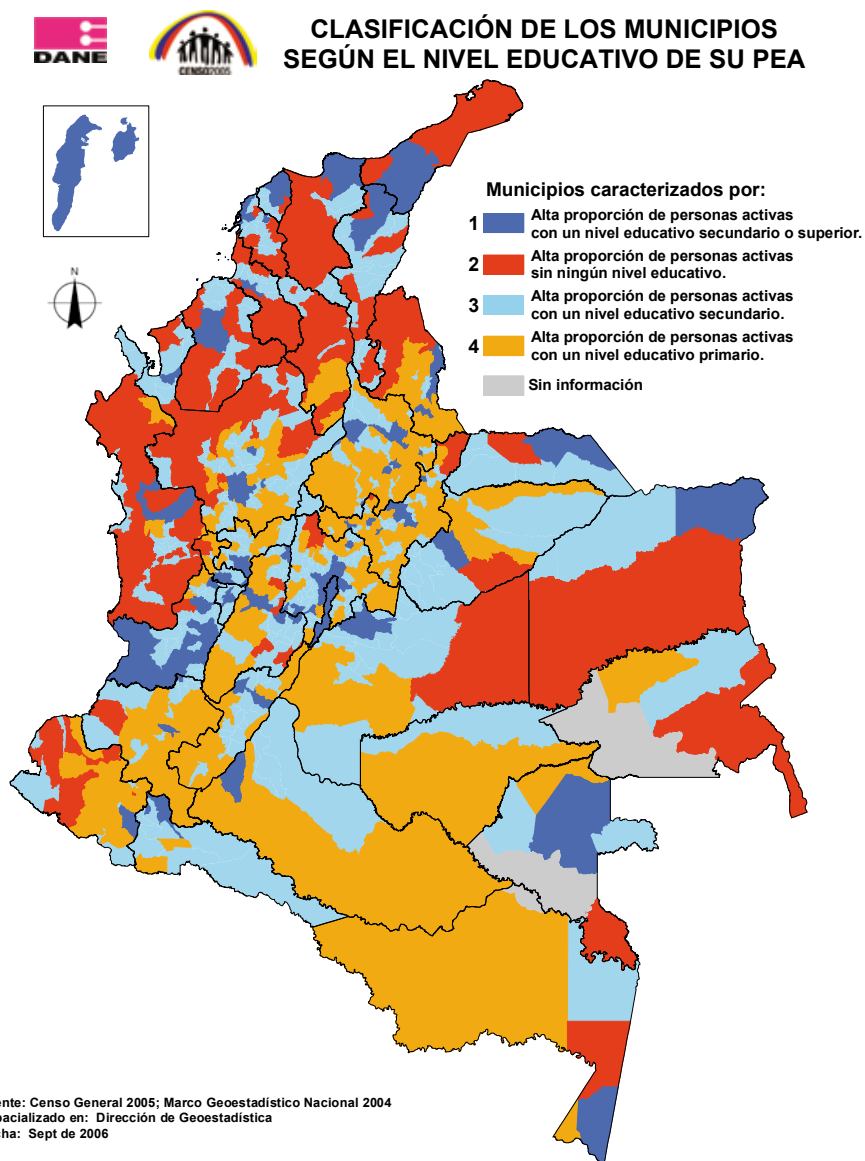 DANE
CENSO2005
CLASIFICACIÓN DE LOS MUNICIPIOS
SEGÚN EL NIVEL EDUCATIVO DE SU PEA
N
Municipios caracterizados por:
1 Alta proporción de personas activas
con un nivel educativo secundario o superior.
2 Alta proporción de personas activas
sin ningún nivel educativo.
3 Alta proporción de personas activas
con un nivel educativo secundario.
4 Alta proporción de personas activas
con un nivel educativo primario.
Sin información
ente: Censo General 2005; Marco Geoestadístico Nacional 2004
pacializado en: Dirección de Geoestadística
cha: Sept de 2006